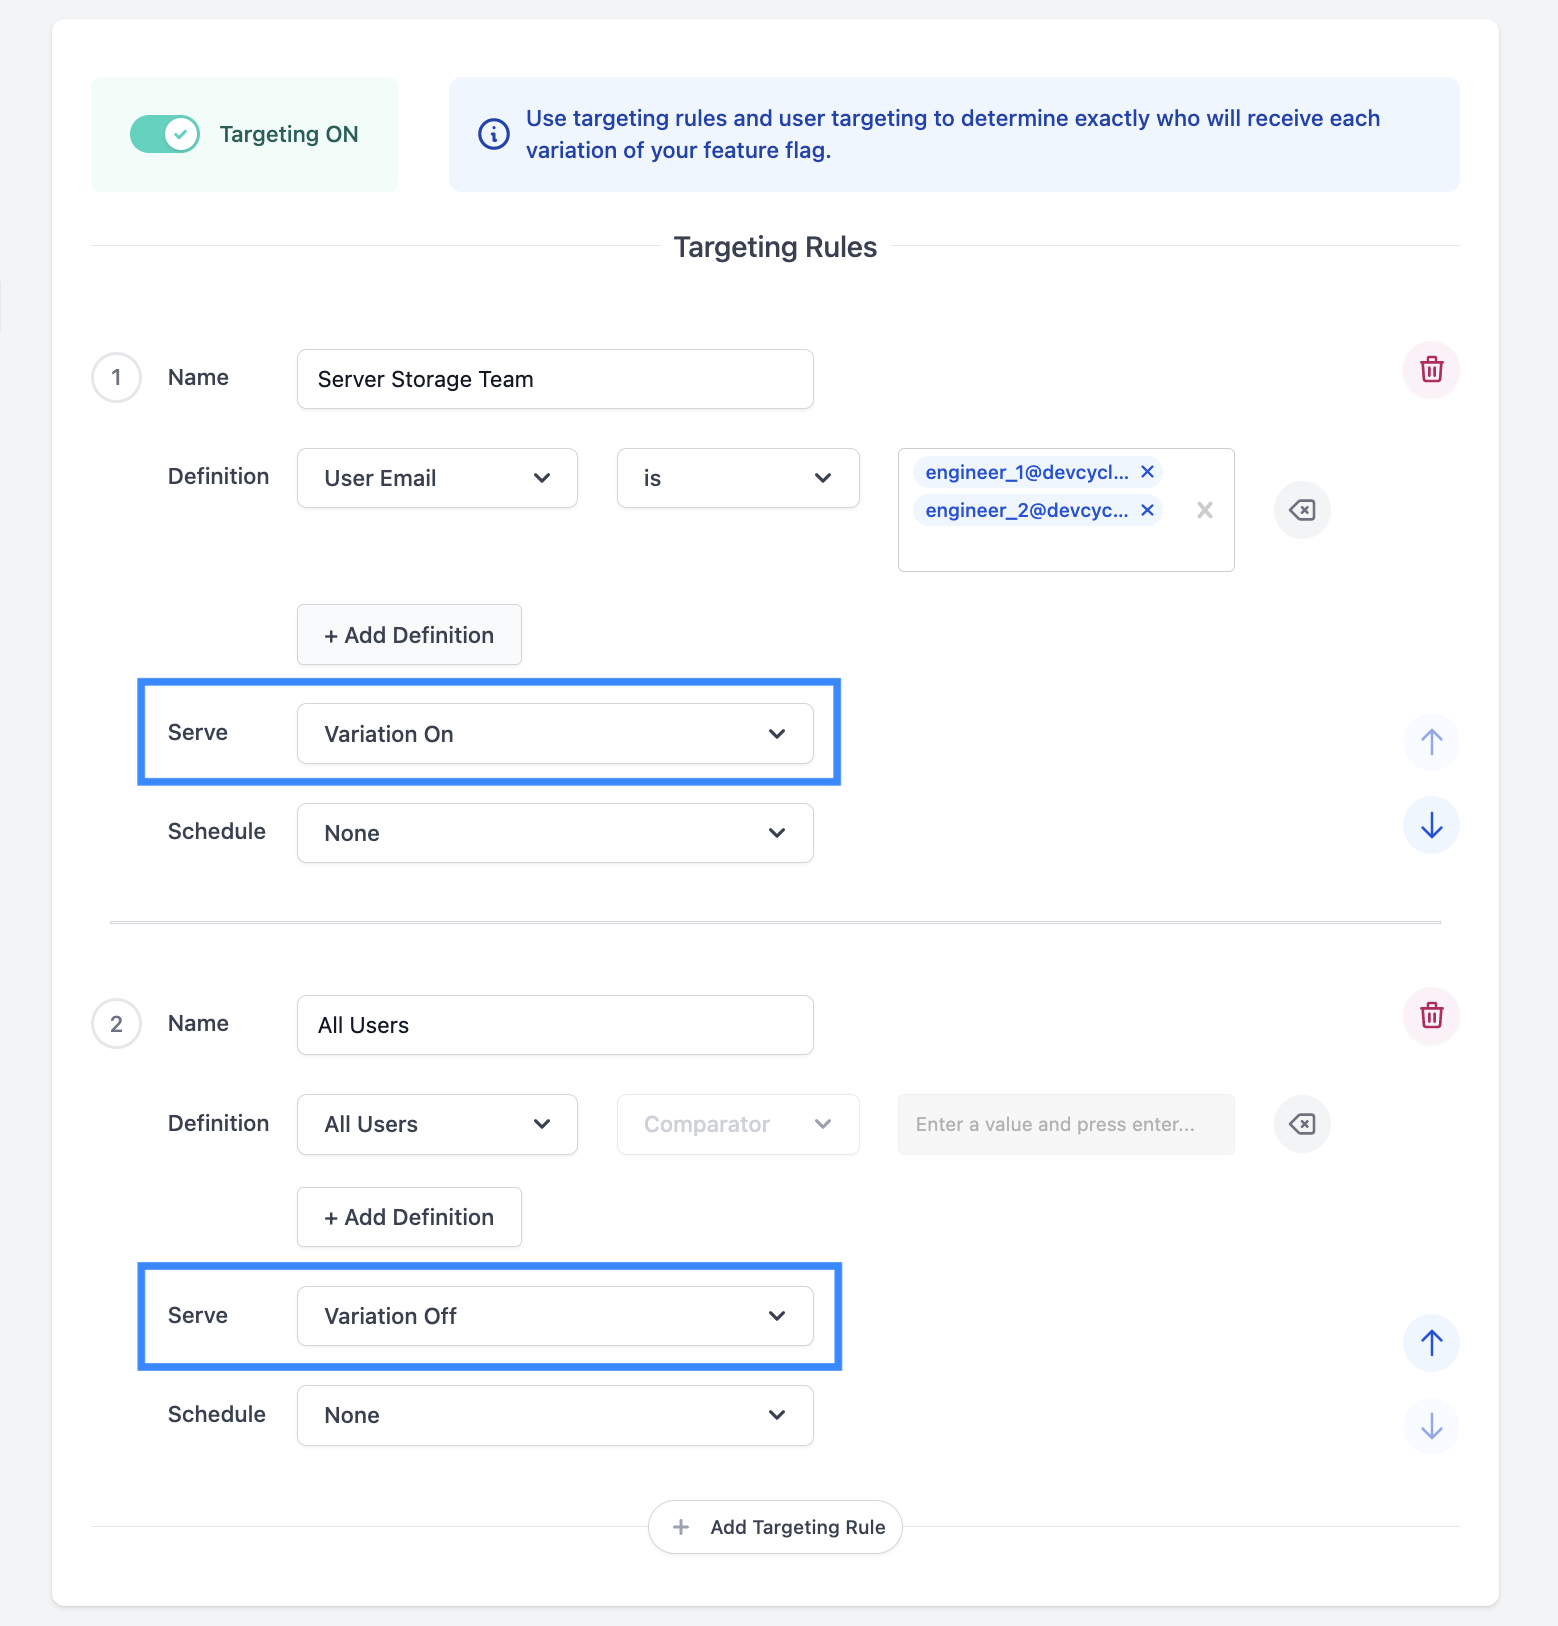 Targeting ON
Use targeting rules and user targeting to determine exactly who will receive each
variation of your feature flag.
Targeting Rules
1
Name
Server Storage Team
Definition
User Email
is
engineer_1@devcycl...
engineer_2@devcyc...
+ Add Definition
Serve
Variation On
Schedule
None
2
Name
All Users
Definition
All Users
Comparator
Enter a value and press enter...
+ Add Definition
Serve
Variation Off
Schedule
None
+ Add Targeting Rule